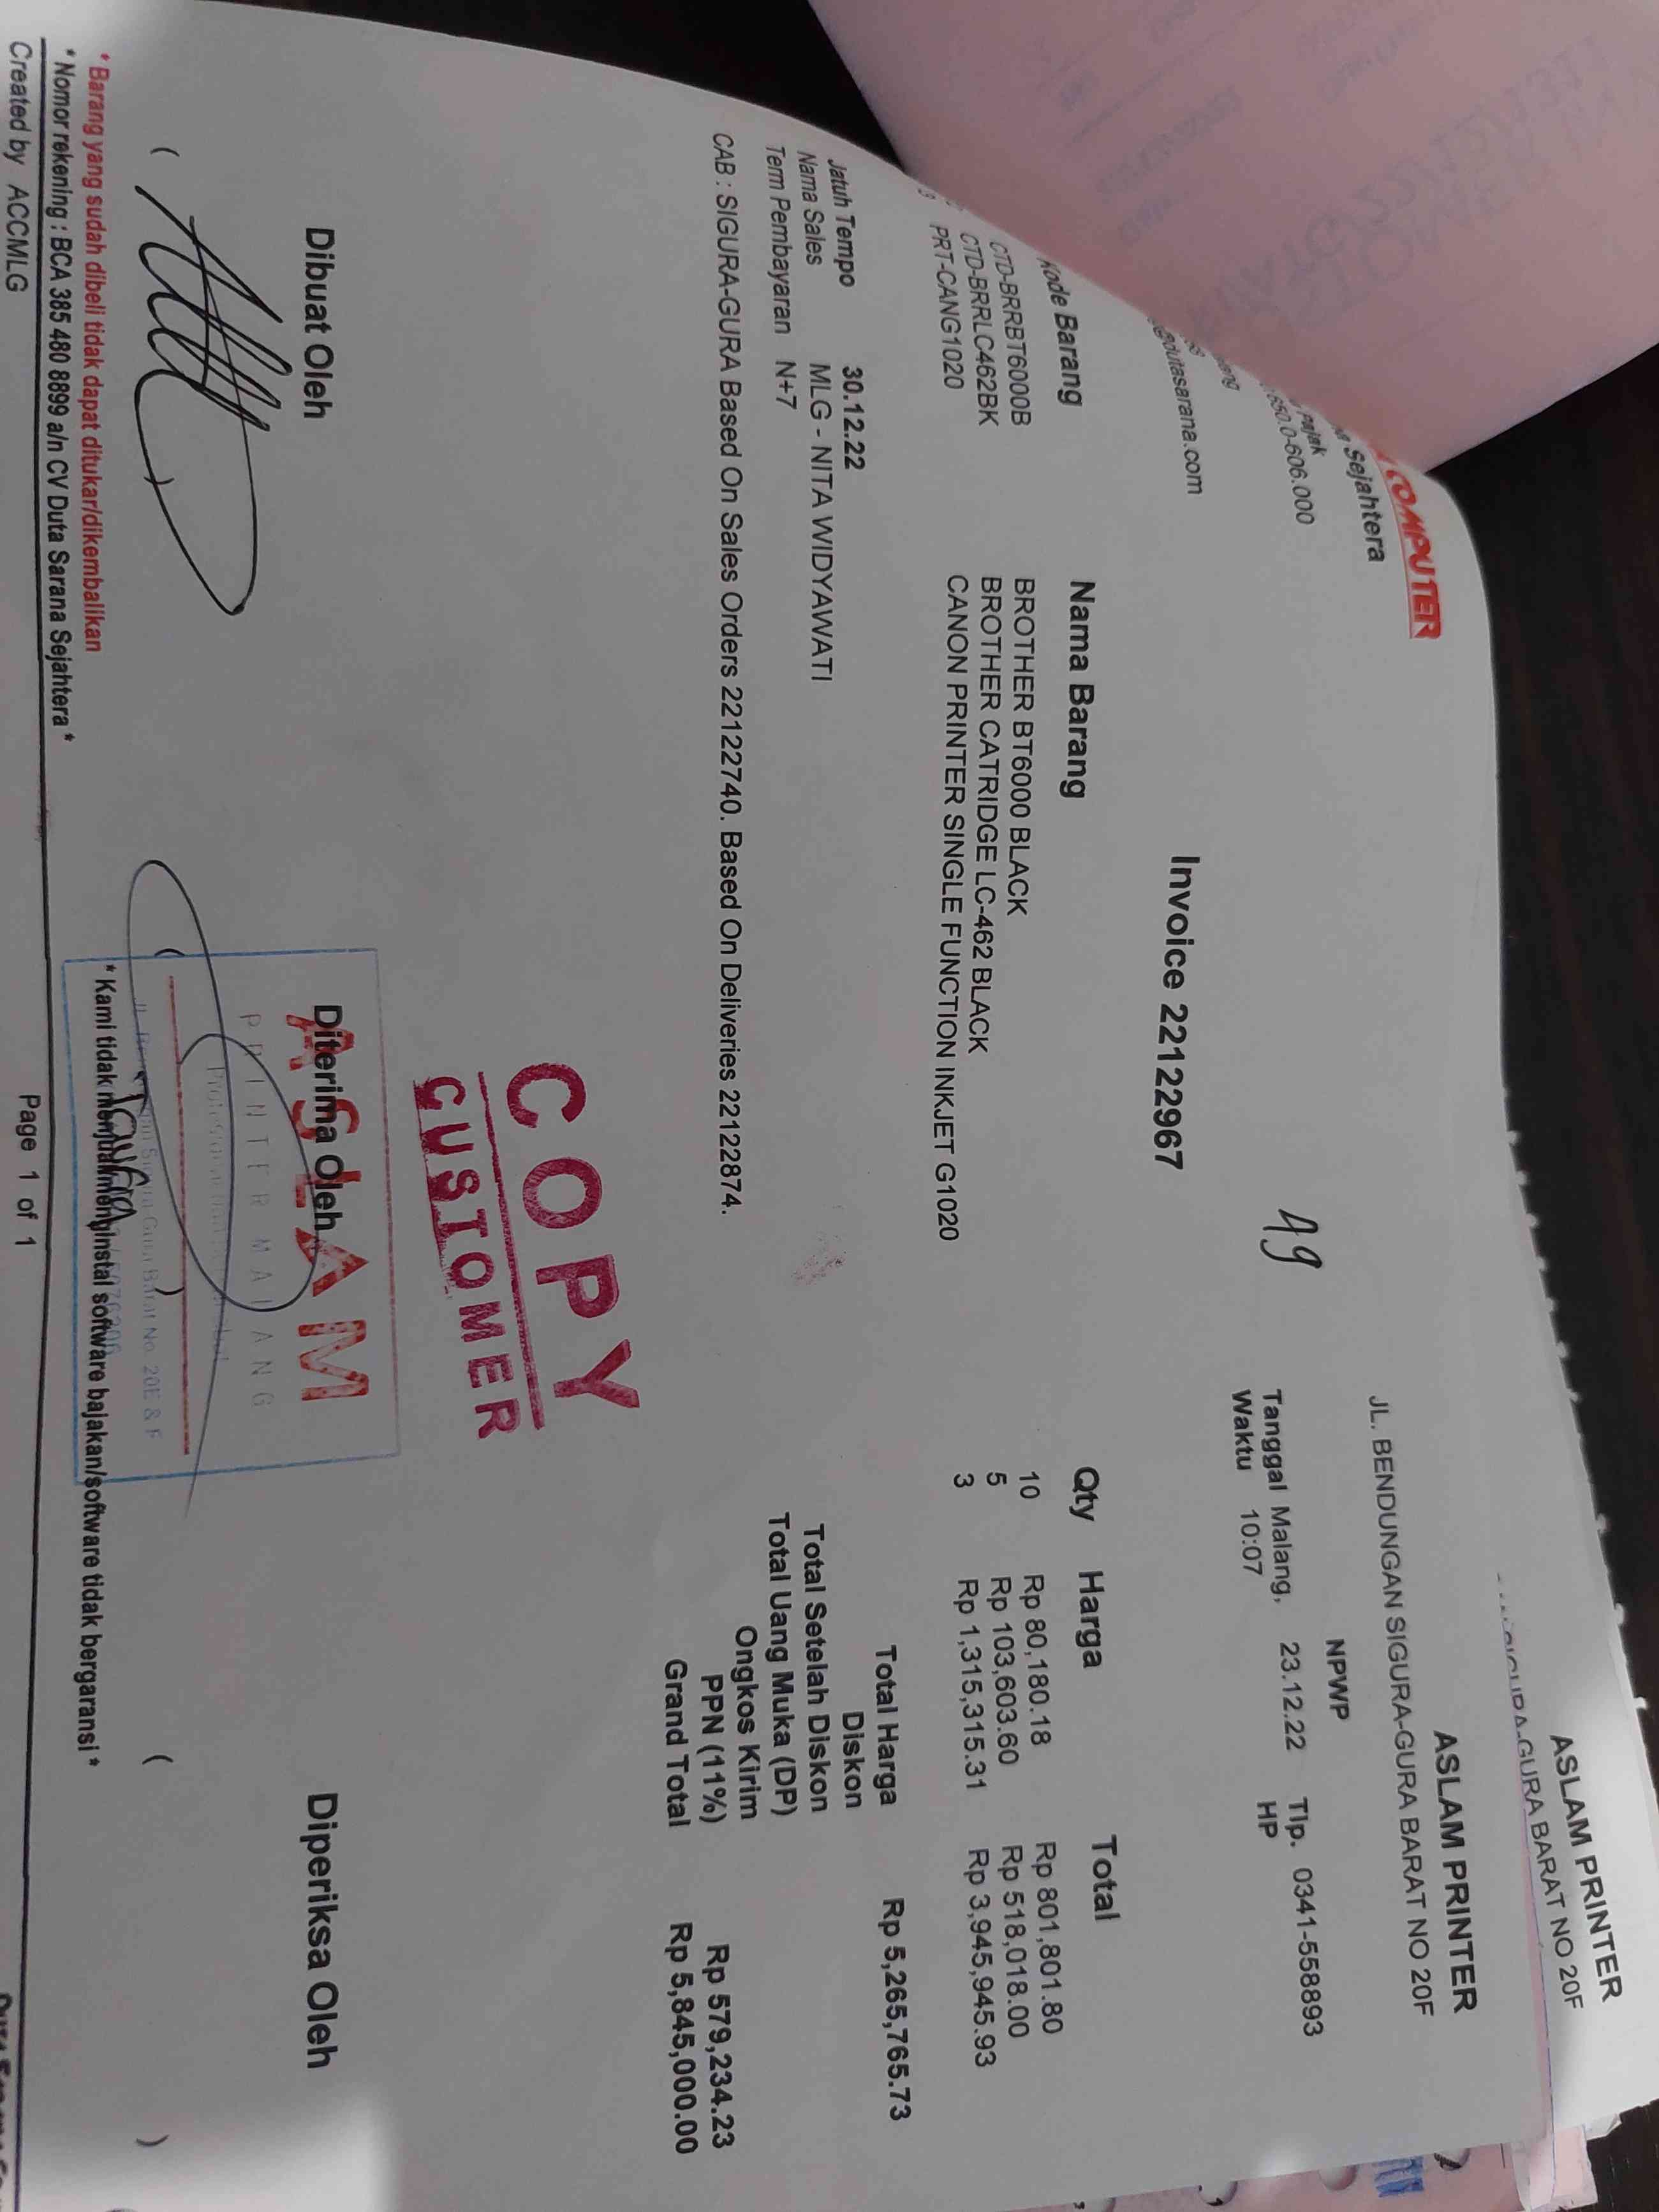 ASLAM PRINTER
GURA BARAT NO 20F
COMPUTER
Sejahtera
Pajak
650.0-606.000
edutasarana.com
ASLAM PRINTER
JL. BENDUNGAN SIGURA-GURA BARAT NO 20F
NPWP
Tanggal Malang, 23.12.22 Tlp. 0341-558893
Waktu 10:07 HP
49
Invoice 22122967
Kode Barang Nama Barang Qty Harga Total
CTD-BRRBT6000B BROTHER BT6000 BLACK 10 Rp 80,180.18 Rp 801,801.80
CTD-BRRLC462BK BROTHER CATRIDGE LC-462 BLACK 5 Rp 103,603.60 Rp 518,018.00
PRT-CANG1020 CANON PRINTER SINGLE FUNCTION INKJET G1020 3 Rp 1,315,315.31 Rp 3,945,945.93
Jatuh Tempo 30.12.22
Nama Sales MLG - NITA WIDYAWATI
Term Pembayaran N+7
CAB : SIGURA-GURA Based On Sales Orders 22122740. Based On Deliveries 22122874.
Total Harga Rp 5,265,765.73
Diskon
Total Setelah Diskon
Total Uang Muka (DP)
Ongkos Kirim
PPN (11%) Rp 579,234.23
Grand Total Rp 5,845,000.00
COPY
CUSTOMER
Dibuat Oleh Diterima Oleh Diperiksa Oleh
ASLAM
PRINTER MALANG
No. 20E & F
( ( ) ( )
* Barang yang sudah dibeli tidak dapat ditukar/dikembalikan
* Nomor rekening : BCA 385 480 8899 a/n CV Duta Sarana Sejahtera *
* Kami tidak menjual/menginstal software bajakan/software tidak bergaransi *
Created by ACCMLG Page 1 of 1